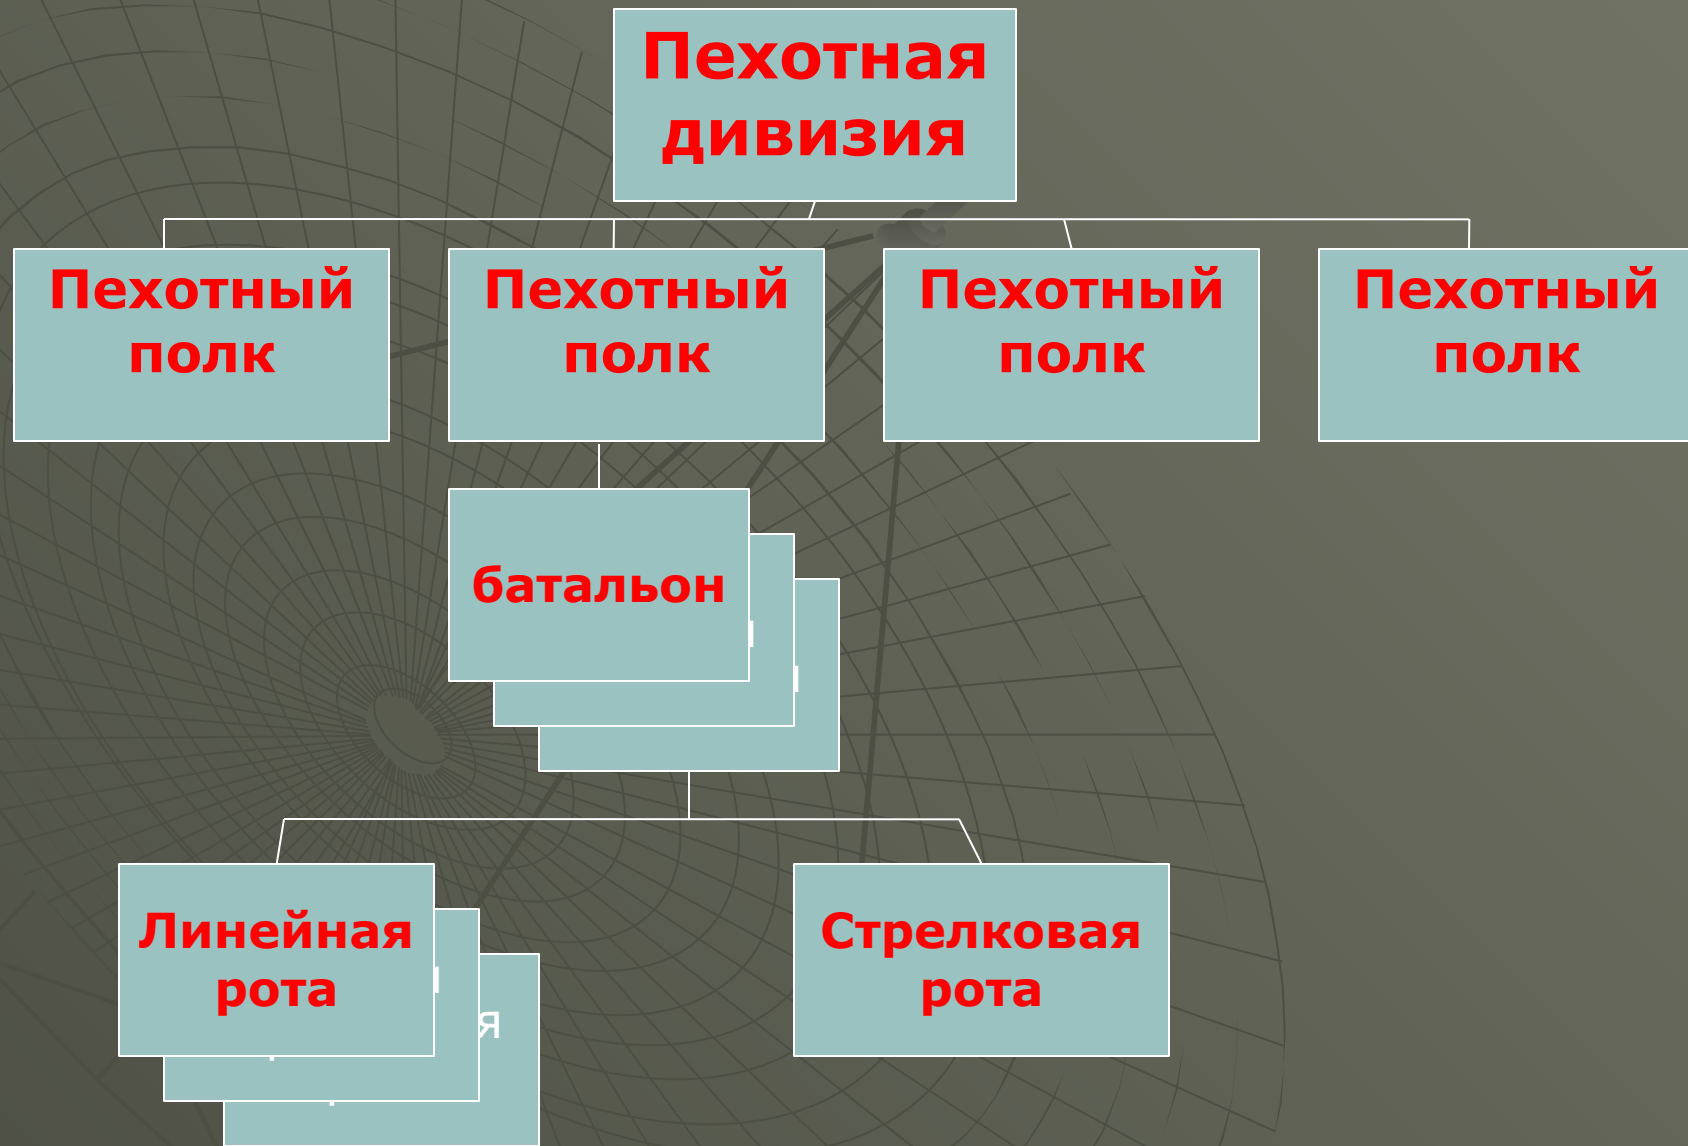 Пехотная
дивизия
Пехотный
полк
Пехотный
полк
Пехотный
полк
Пехотный
полк
батальон
Линейная
рота
Стрелковая
рота